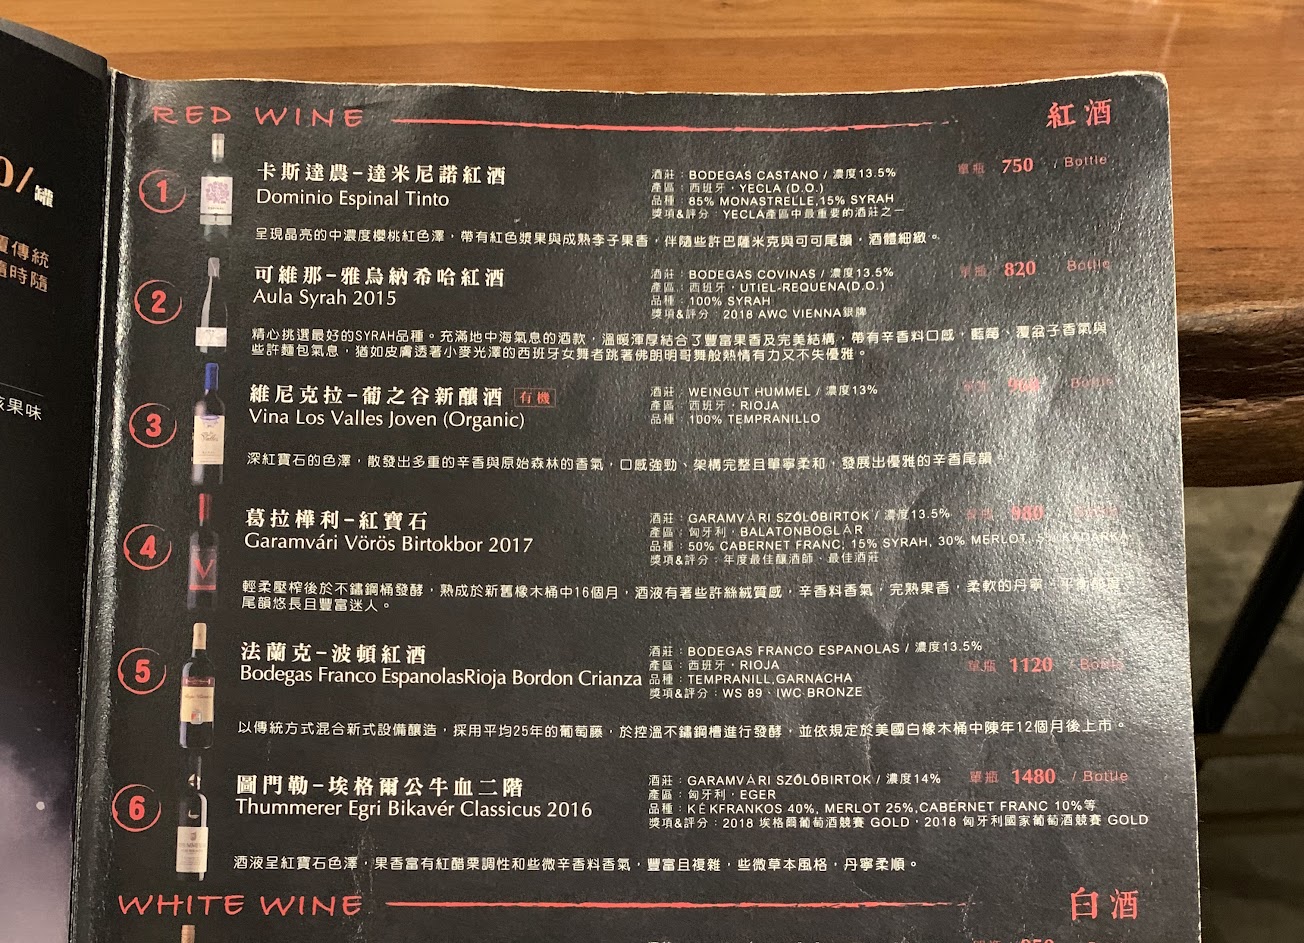 0/罐
傳統
隨時隨
果味
RED WINE 紅酒
1
卡斯達農-達米尼諾紅酒
Dominio Espinal Tinto
酒莊：BODEGAS CASTANO / 濃度13.5%
產區：西班牙，YECLA (D.O.)
品種：85% MONASTRELLE,15% SYRAH
獎項&評分：YECLA產區中最重要的酒莊之一
單瓶 750 / Bottle
呈現晶亮的中濃度櫻桃紅色澤，帶有紅色漿果與成熟李子果香，伴隨些許巴薩米克與可可尾韻，酒體細緻。
2
可維那-雅烏納希哈紅酒
Aula Syrah 2015
酒莊：BODEGAS COVINAS / 濃度13.5%
產區：西班牙，UTIEL-REQUENA(D.O.)
品種：100% SYRAH
獎項&評分：2018 AWC VIENNA銀牌
單瓶 820 Bottle
精心挑選最好的SYRAH品種。充滿地中海氣息的酒款，溫暖渾厚結合了豐富果香及完美結構，帶有辛香料口感，藍莓、覆盆子香氣與
些許麵包氣息，猶如皮膚透著小麥光澤的西班牙女舞者跳著佛朗明哥舞般熱情有力又不失優雅。
3
維尼克拉-葡之谷新釀酒 有機
Vina Los Valles Joven (Organic)
酒莊：WEINGUT HUMMEL / 濃度13%
產區：西班牙，RIOJA
品種：100% TEMPRANILLO
單瓶 Bottle
深紅寶石的色澤，散發出多重的辛香與原始森林的香氣，口感強勁、架構完整且單寧柔和，發展出優雅的辛香尾韻。
4
葛拉樺利-紅寶石
Garamvári Vörös Birtokbor 2017
酒莊：GARAMVÁRI SZŐLŐBIRTOK / 濃度13.5%
產區：匈牙利，BALATONBOGLÁR
品種：50% CABERNET FRANC, 15% SYRAH, 30% MERLOT, 5% KADARKA
獎項&評分：年度最佳釀酒師、最佳酒莊
單瓶 980 Bottle
輕柔壓榨後於不鏽鋼桶發酵，熟成於新舊橡木桶中16個月，酒液有著些許絲絨質感，辛香料香氣，完熟果香，柔軟的丹寧，平衡
尾韻悠長且豐富迷人。
5
法蘭克-波頓紅酒
Bodegas Franco EspanolasRioja Bordon Crianza
酒莊：BODEGAS FRANCO ESPANOLAS / 濃度13.5%
產區：西班牙，RIOJA
品種：TEMPRANILL,GARNACHA
獎項&評分：WS 89、IWC BRONZE
單瓶 1120 / Bottle
以傳統方式混合新式設備釀造，採用平均25年的葡萄藤，於控溫不鏽鋼槽進行發酵，並依規定於美國白橡木桶中陳年12個月後上市。
6
圖門勒-埃格爾公牛血二階
Thummerer Egri Bikavér Classicus 2016
酒莊：GARAMVÁRI SZŐLŐBIRTOK / 濃度14%
產區：匈牙利，EGER
品種：KÉKFRANKOS 40%, MERLOT 25%,CABERNET FRANC 10%等
獎項&評分：2018 埃格爾葡萄酒競賽 GOLD，2018 匈牙利國家葡萄酒競賽 GOLD
單瓶 1480 / Bottle
酒液呈紅寶石色澤，果香富有紅醋栗調性和些微辛香料香氣，豐富且複雜，些微草本風格，丹寧柔順。
WHITE WINE 白酒